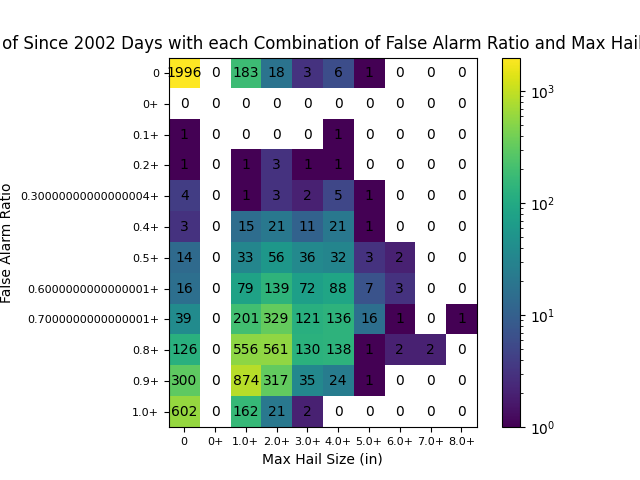 of Since 2002 Days with each Combination of False Alarm Ratio and Max Hail
0 1996 0 183 18 3 6 1 0 0 0
0+ 0 0 0 0 0 0 0 0 0 0
0.1+ 1 0 0 0 0 1 0 0 0 0
0.2+ 1 0 1 3 1 1 0 0 0 0
0.30000000000000004+ 4 0 1 3 2 5 1 0 0 0
0.4+ 3 0 15 21 11 21 1 0 0 0
0.5+ 14 0 33 56 36 32 3 2 0 0
0.6000000000000001+ 16 0 79 139 72 88 7 3 0 0
0.7000000000000001+ 39 0 201 329 121 136 16 1 0 1
0.8+ 126 0 556 561 130 138 1 2 2 0
0.9+ 300 0 874 317 35 24 1 0 0 0
1.0+ 602 0 162 21 2 0 0 0 0 0
0 0+ 1.0+ 2.0+ 3.0+ 4.0+ 5.0+ 6.0+ 7.0+ 8.0+
Max Hail Size (in)
False Alarm Ratio
10³
10²
10¹
10⁰